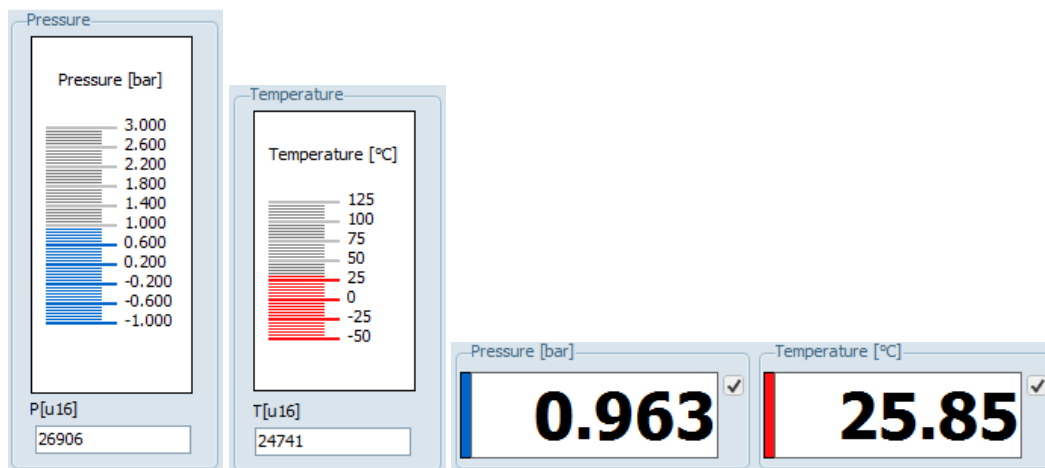 Pressure
Pressure [bar]
3.000
2.600
2.200
1.800
1.400
1.000
0.600
0.200
-0.200
-0.600
-1.000
P[u16]
26906
Temperature
Temperature [°C]
125
100
75
50
25
0
-25
-50
T[u16]
24741
Pressure [bar]
0.963
Temperature [°C]
25.85